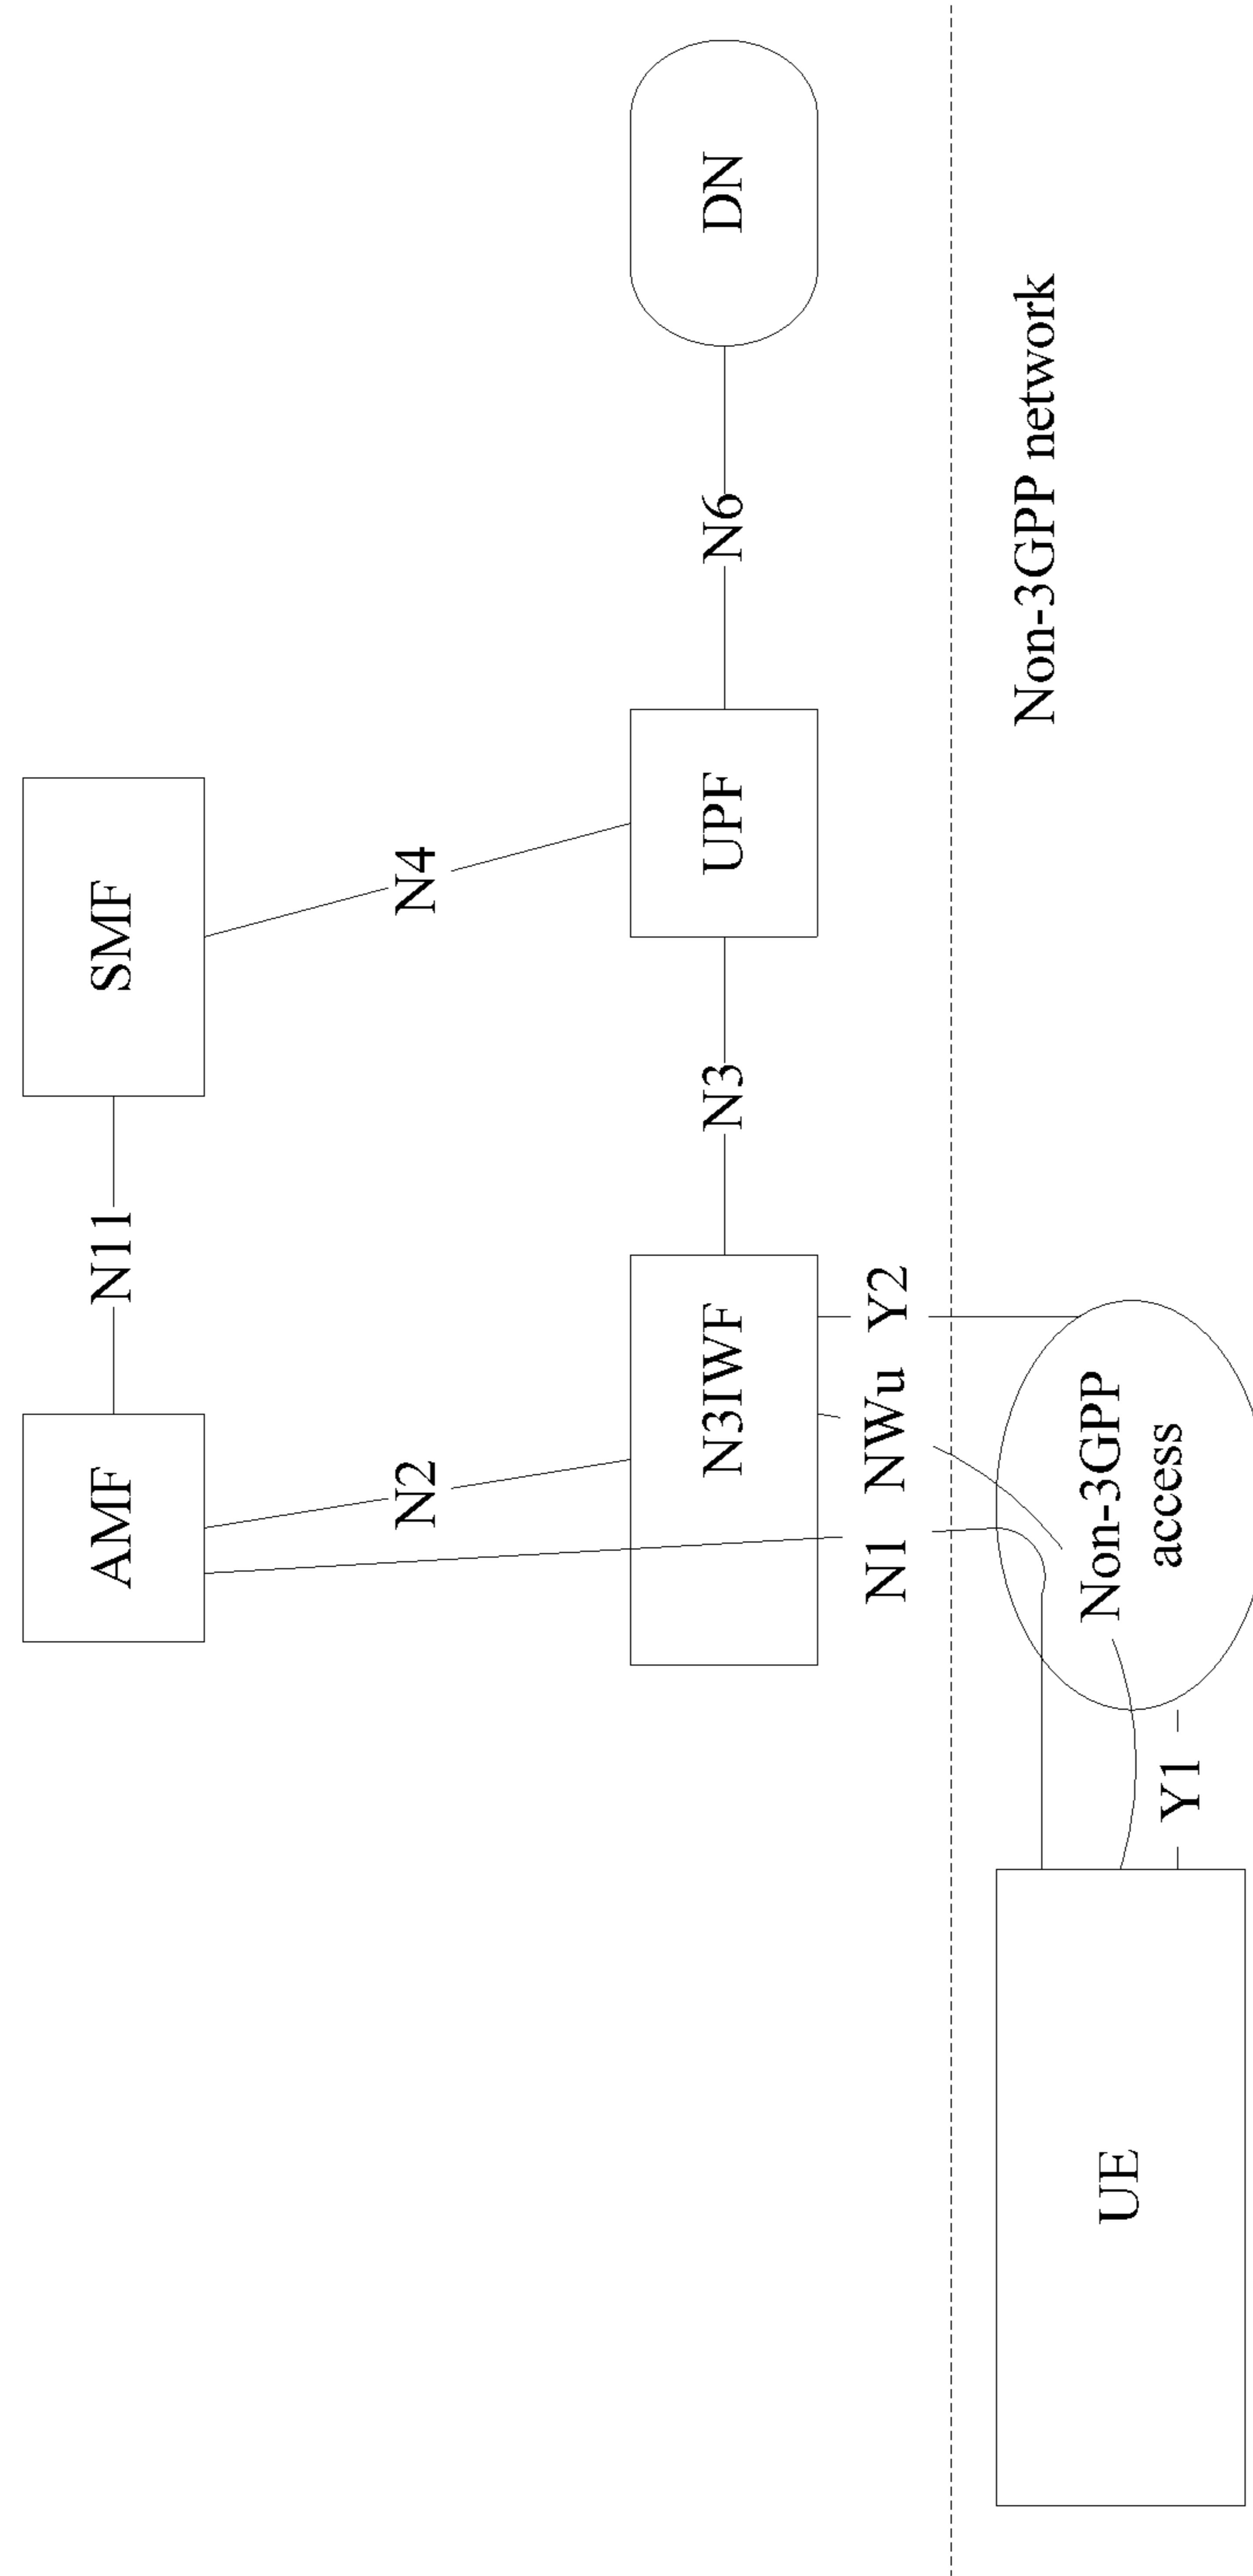 AMF
N11
SMF
N2
N4
N3IWF
N3
UPF
N6
DN
N1
NWu
Y2
Non-3GPP network
UE
Y1
Non-3GPP
access